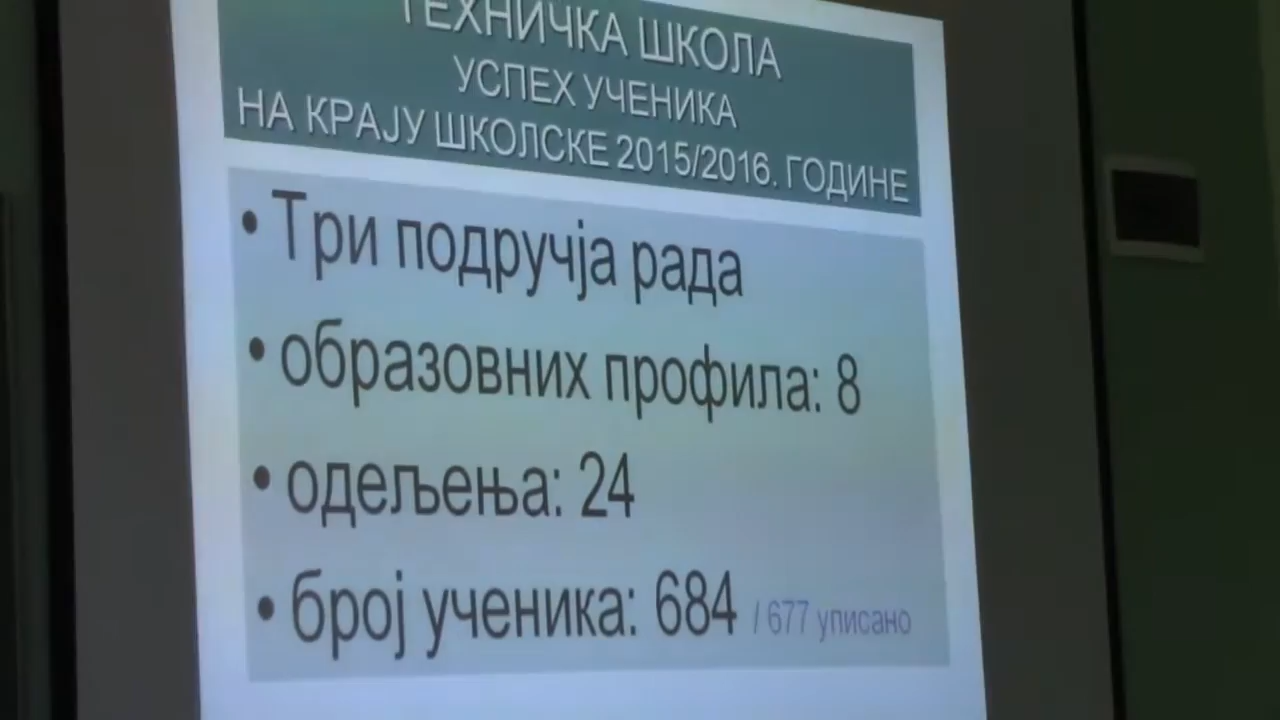 ТЕХНИЧКА ШКОЛА
УСПЕХ УЧЕНИКА
НА КРАЈУ ШКОЛСКЕ 2015/2016. ГОДИНЕ
• Три подручја рада
• образовних профила: 8
• одељења: 24
• број ученика: 684 / 677 уписано